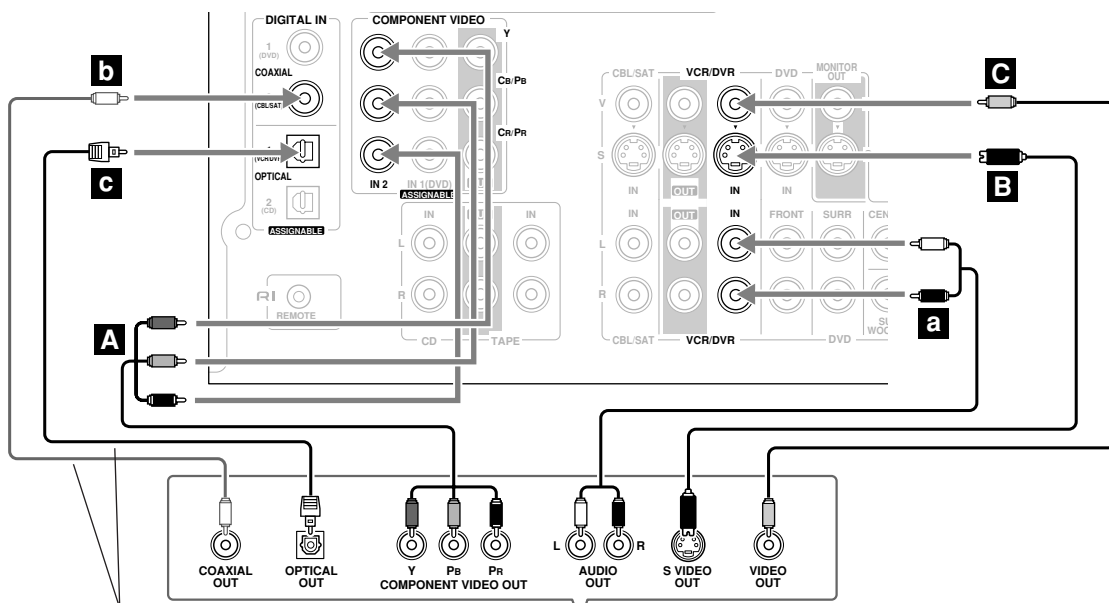 DIGITAL IN
1
(DVD)
COAXIAL
(CBL/SAT)
OPTICAL
2
(CD)
ASSIGNABLE
COMPONENT VIDEO
Y
CB/PB
CR/PR
IN 2
IN 1(DVD)
OUT
ASSIGNABLE
RI
REMOTE
IN
OUT
IN
L
R
CD
TAPE
CBL/SAT
VCR/DVR
DVD
MONITOR
OUT
V
S
IN
OUT
IN
IN
IN
OUT
IN
FRONT
SURR
L
R
CBL/SAT
VCR/DVR
DVD
b
c
A
C
B
a
COAXIAL
OUT
OPTICAL
OUT
Y
PB
PR
COMPONENT VIDEO OUT
L
R
AUDIO
OUT
S VIDEO
OUT
VIDEO
OUT